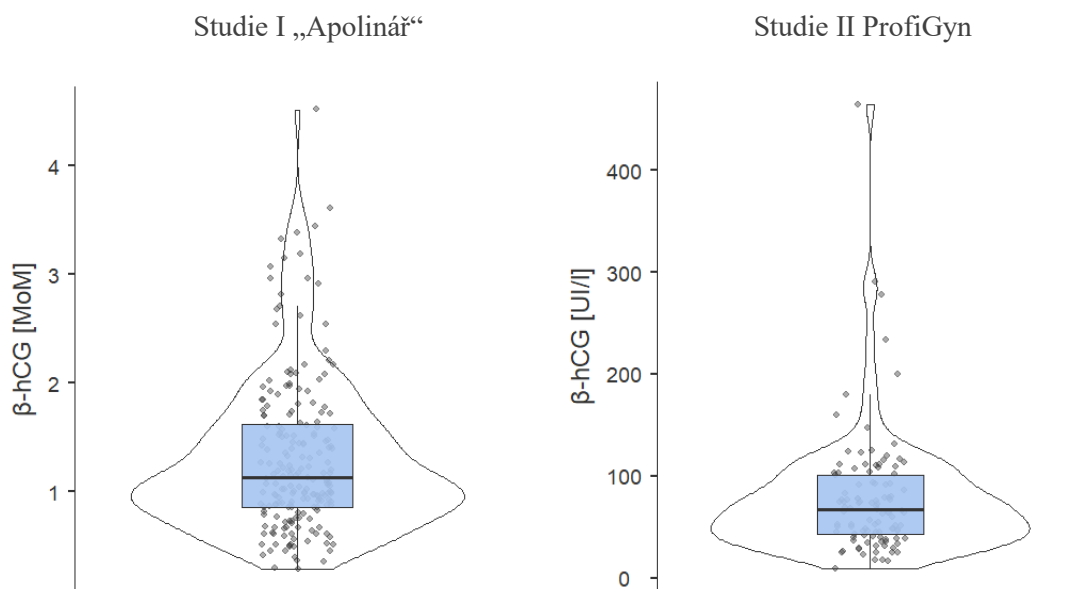 Studie I „Apolinář“
Studie II ProfiGyn
β-hCG [MoM]
4
3
2
1
β-hCG [UI/l]
400
300
200
100
0